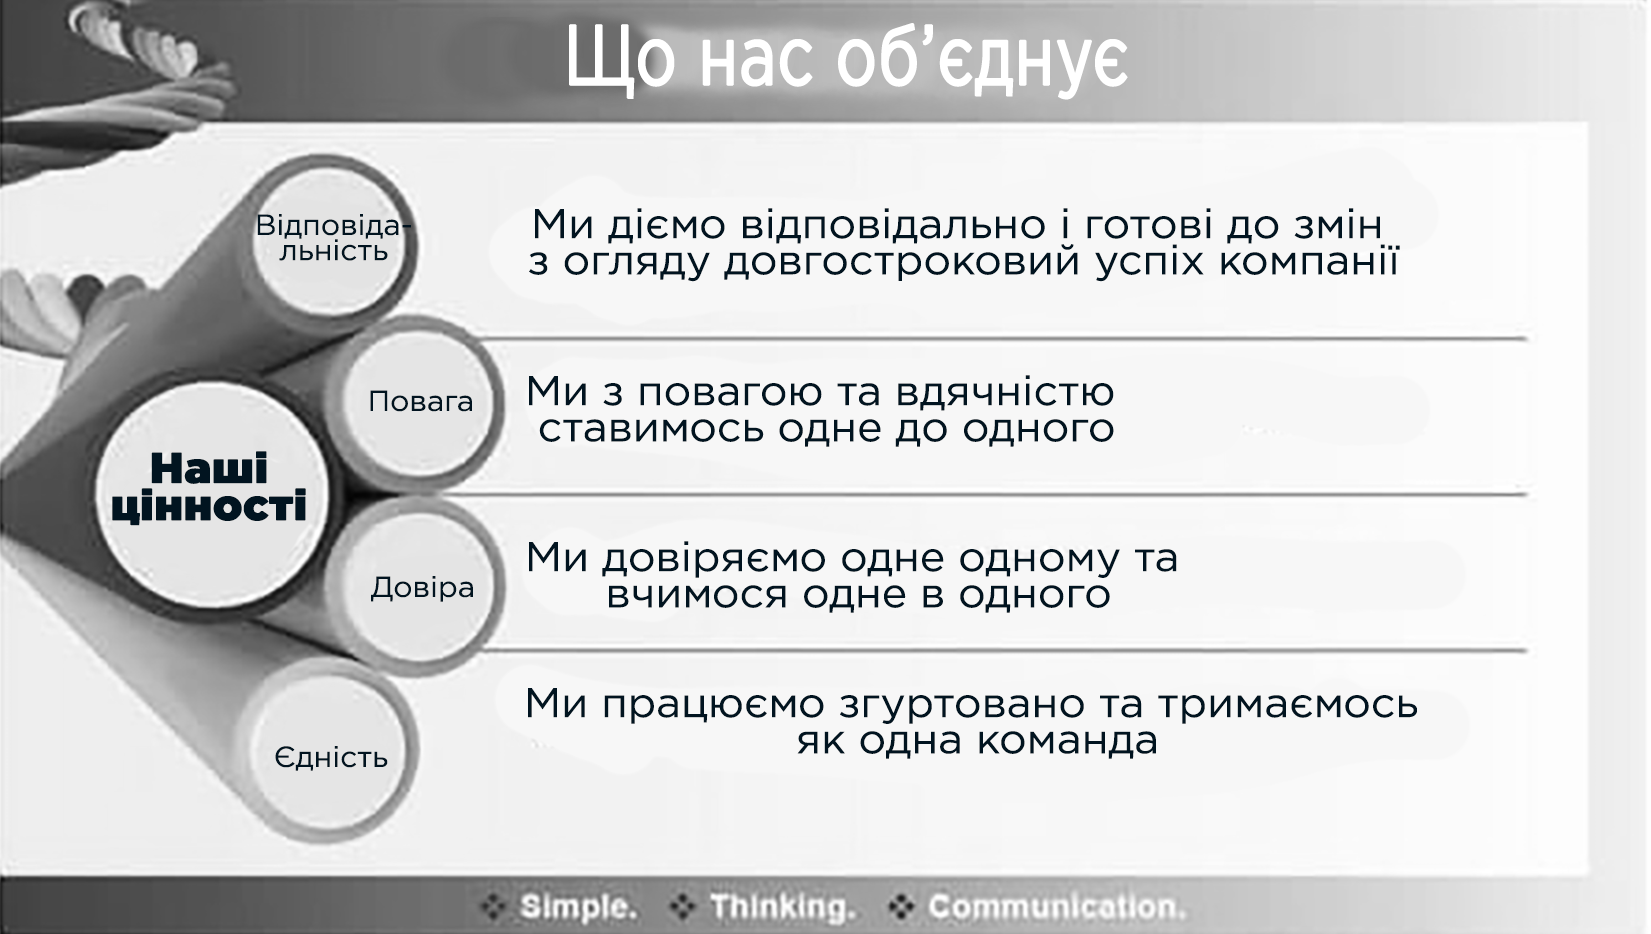 Що нас об’єднує
Відповіда-
льність
Ми діємо відповідально і готові до змін
з огляду довгостроковий успіх компанії
Повага
Ми з повагою та вдячністю
ставимось одне до одного
Наші
цінності
Довіра
Ми довіряємо одне одному та
вчимося одне в одного
Єдність
Ми працюємо згуртовано та тримаємось
як одна команда
❖ Simple. ❖ Thinking. ❖ Communication.